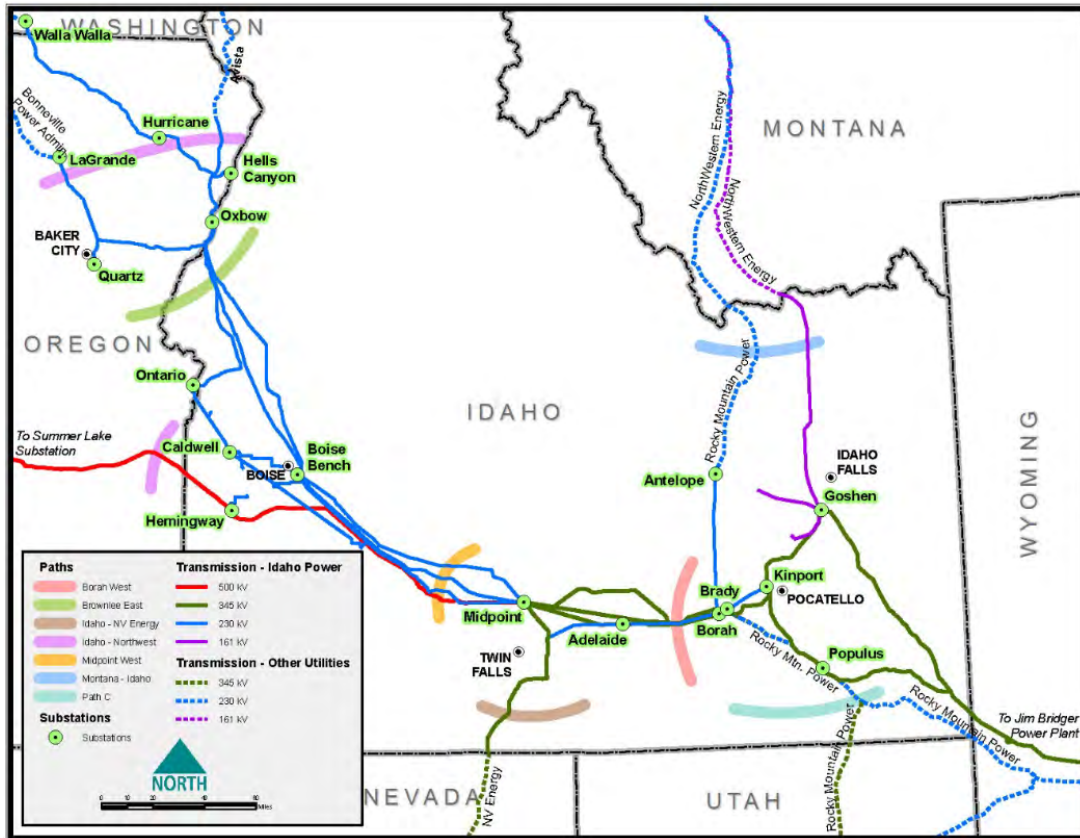 WASHINGTON
Walla Walla
Avista
Bonneville
Power Admin.
Hurricane
LaGrande
Hells
Canyon
Oxbow
BAKER
CITY
Quartz
OREGON
Ontario
To Summer Lake
Substation
Caldwell
BOISE
Boise
Bench
Hemingway
IDAHO
MONTANA
NorthWestern Energy
NorthWestern Energy
Rocky Mountain Power
Antelope
IDAHO
FALLS
Goshen
WYOMING
Kinport
Brady
POCATELLO
Borah
Midpoint
Adelaide
TWIN
FALLS
Rocky Mtn. Power
Populus
Rocky Mountain Power
To Jim Bridger
Power Plant
Rocky Mountain Power
NV Energy
NEVADA
UTAH
Paths
Borah West
Brownlee East
Idaho - NV Energy
Idaho - Northwest
Midpoint West
Montana - Idaho
Path C
Substations
Substations
Transmission - Idaho Power
500 kV
345 kV
230 kV
161 kV
Transmission - Other Utilities
345 kV
230 kV
161 kV
NORTH
0
20
40
Miles